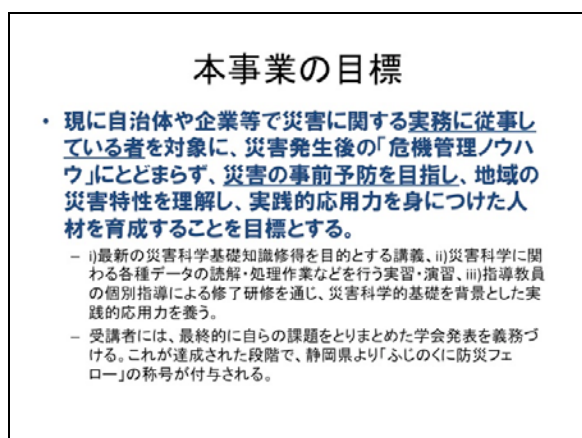 本事業の目標
• 現に自治体や企業等で災害に関する実務に従事し
ている者を対象に、災害発生後の「危機管理ノウハ
ウ」にとどまらず、災害の事前予防を目指し、地域の
災害特性を理解し、実践的応用力を身につけた人
材を育成することを目標とする。
– i)最新の災害科学基礎知識修得を目的とする講義、ii)災害科学に関
わる各種データの読解・処理作業などを行う実習・演習、iii)指導教員
の個別指導による修了研修を通じ、災害科学的基礎を背景とした実
践的応用力を養う。
– 受講者には、最終的に自らの課題をとりまとめた学会発表を義務づ
ける。これが達成された段階で、静岡県より「ふじのくに防災フェ
ロー」の称号が付与される。